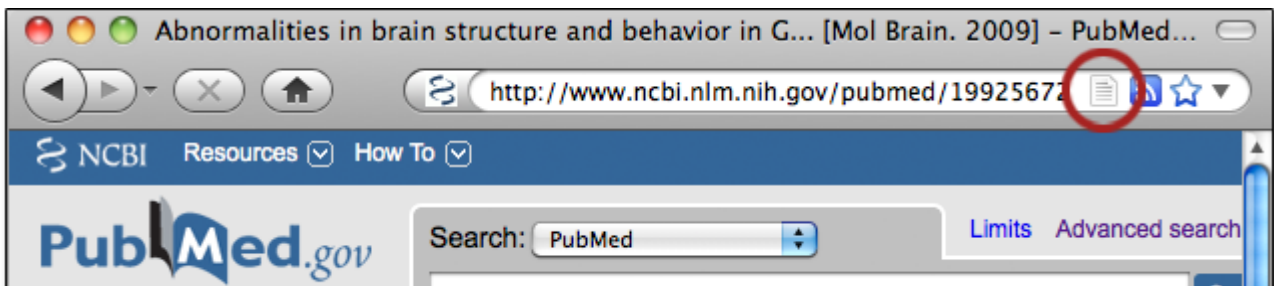 Abnormalities in brain structure and behavior in G... [Mol Brain. 2009] – PubMed...
http://www.ncbi.nlm.nih.gov/pubmed/19925672
NCBI Resources How To
PubMed.gov
Search: PubMed
Limits Advanced search